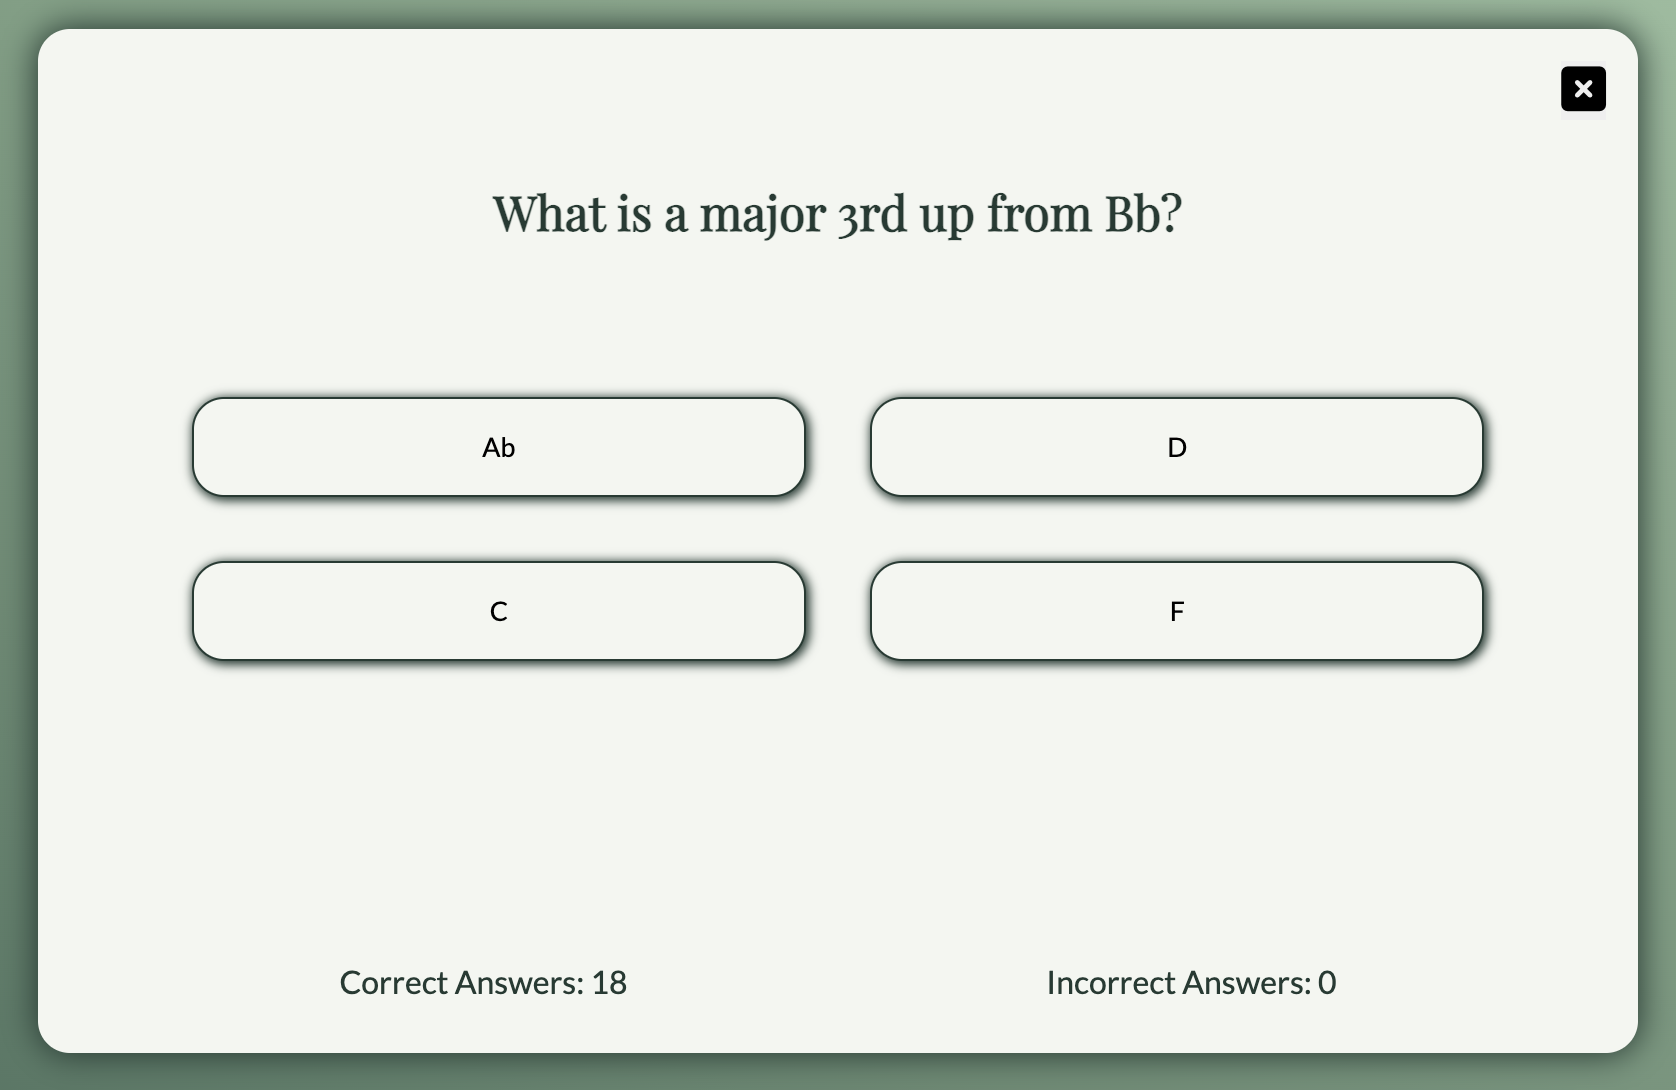 What is a major 3rd up from Bb?
Ab
D
C
F
Correct Answers: 18
Incorrect Answers: 0